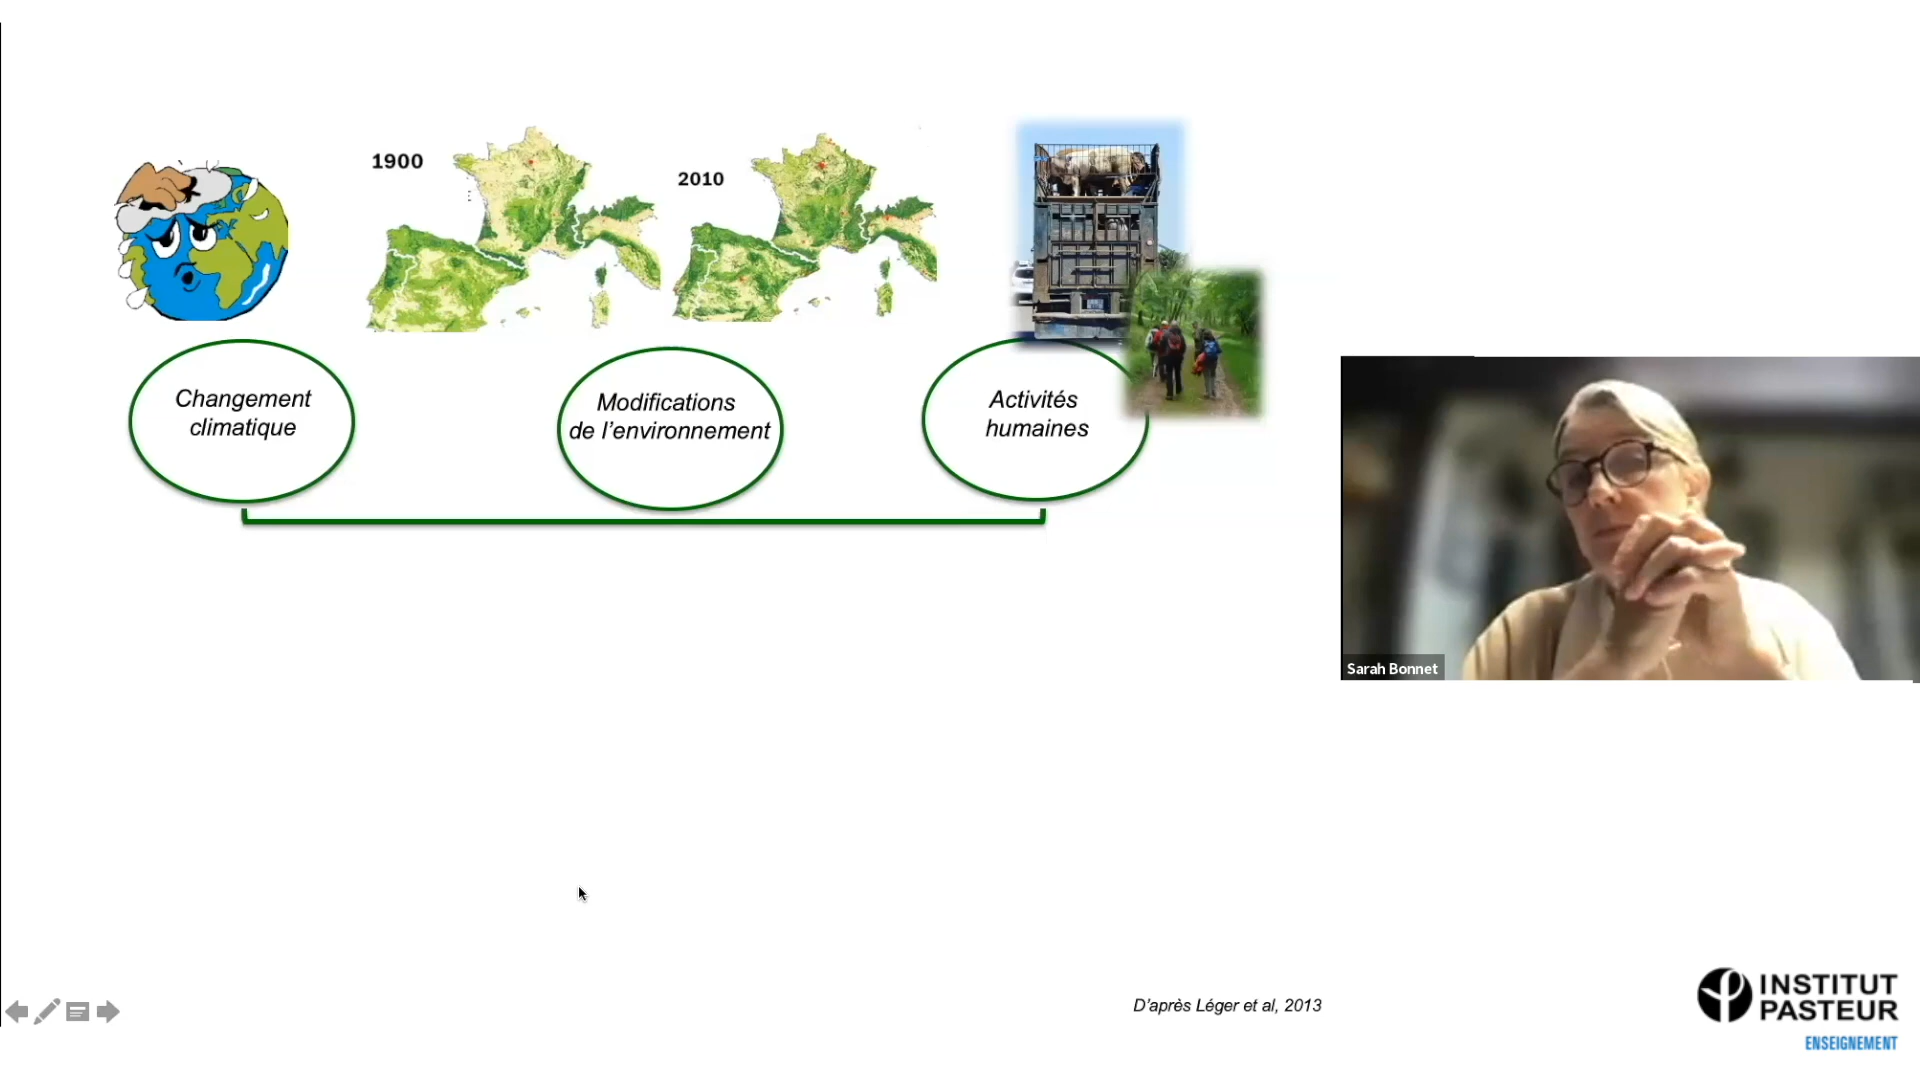 1900
2010
Changement
climatique
Modifications
de l'environnement
Activités
humaines
Sarah Bonnet
D'après Léger et al, 2013
INSTITUT
PASTEUR
ENSEIGNEMENT